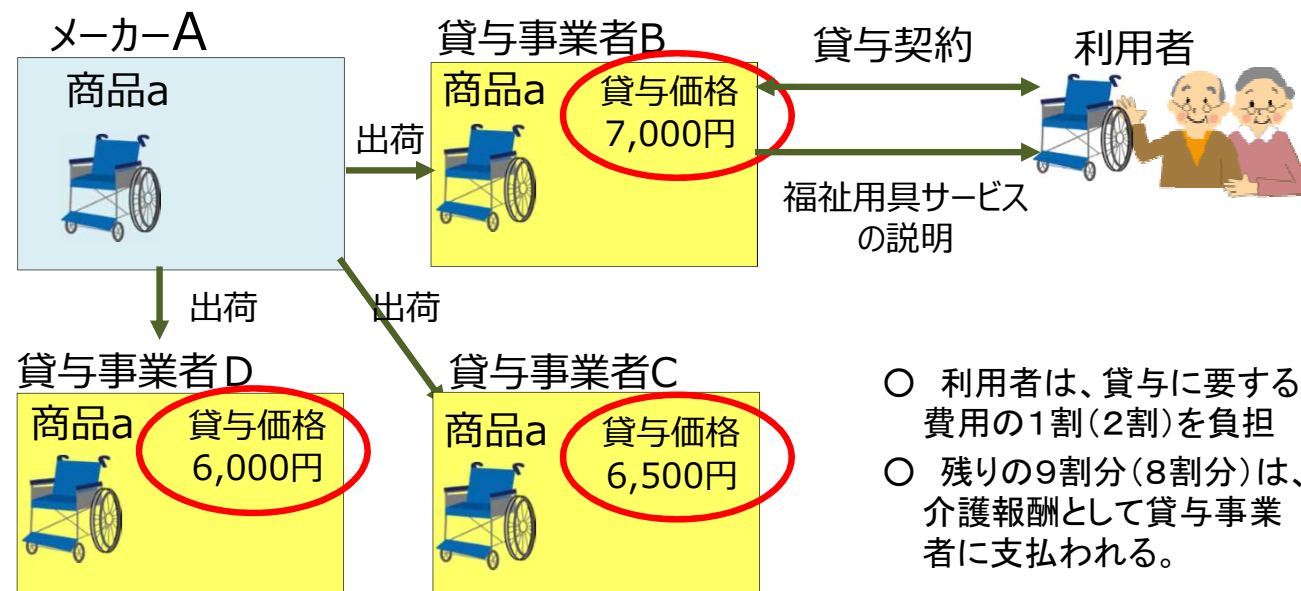 メーカーA
商品a
出荷
貸与事業者B
商品a
貸与価格
7,000円
貸与契約
利用者
福祉用具サービス
の説明
出荷
出荷
貸与事業者D
商品a
貸与価格
6,000円
貸与事業者C
商品a
貸与価格
6,500円
○ 利用者は、貸与に要する
費用の１割（２割）を負担
○ 残りの９割分（８割分）は、
介護報酬として貸与事業
者に支払われる。